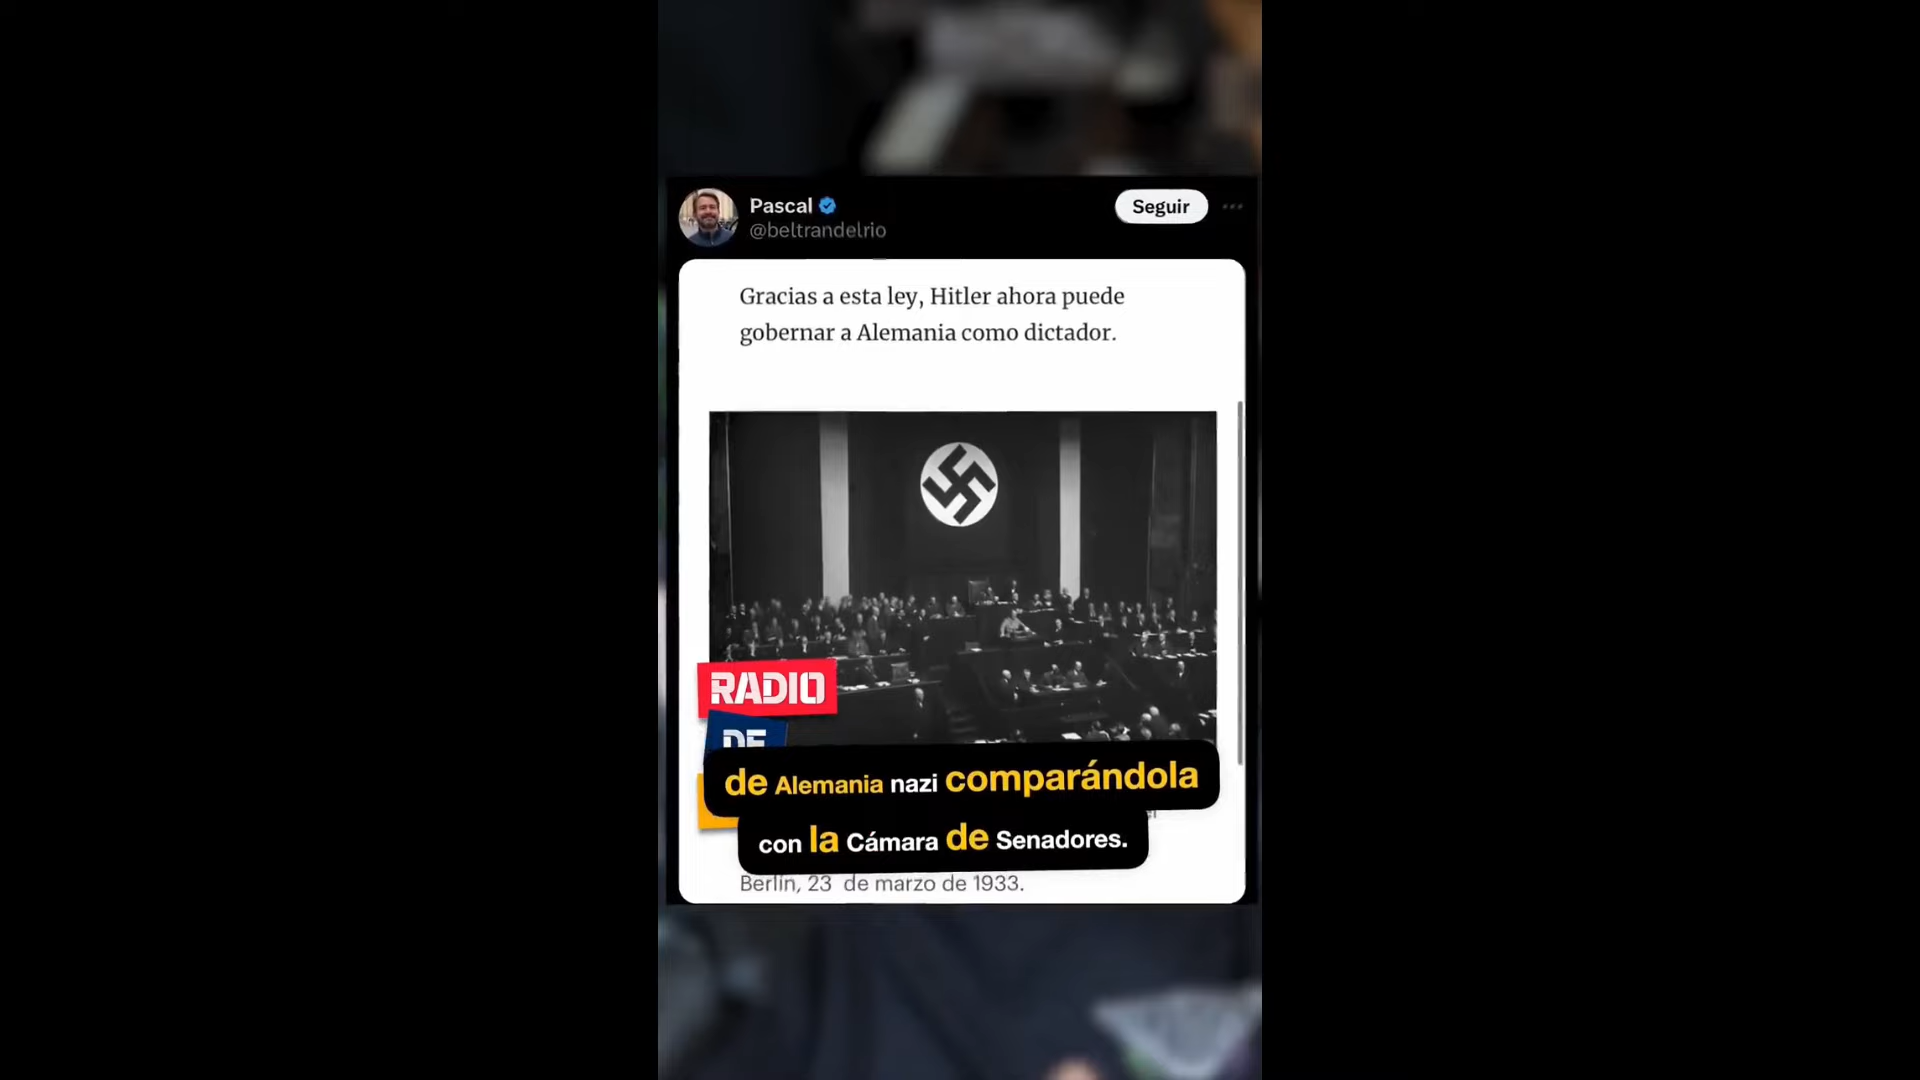 Pascal
@beltrandelrio
Seguir
Gracias a esta ley, Hitler ahora puede
gobernar a Alemania como dictador.
RADIO
DE
de Alemania nazi comparándola
con la Cámara de Senadores.
Berlín, 23 de marzo de 1933.